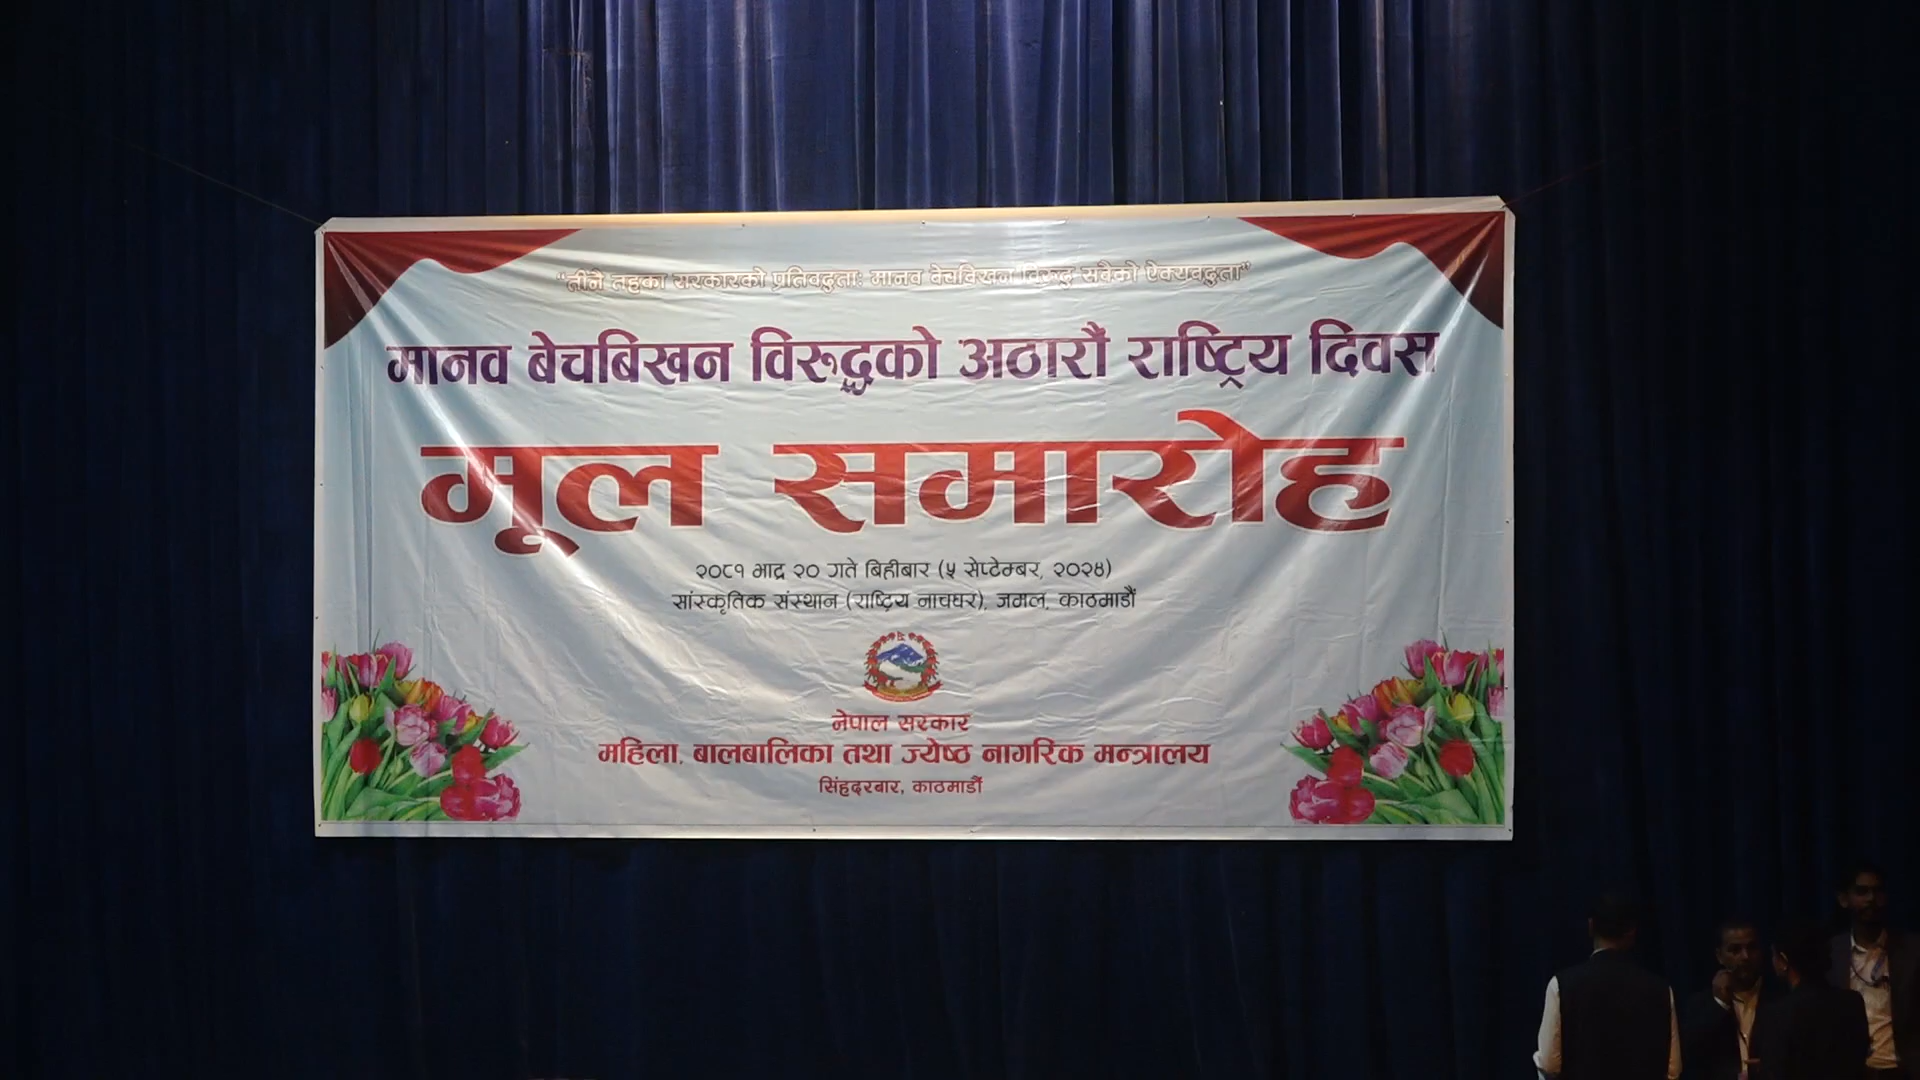 "तीनै तहका सरकारको प्रतिवद्धताः मानव बेचबिखन विरुद्ध सबैको ऐक्यवद्धता"
मानव बेचबिखन विरुद्धको अठारौं राष्ट्रिय दिवस
मूल समारोह
२०८१ भाद्र २० गते बिहीबार (५ सेप्टेम्बर, २०२४)
सांस्कृतिक संस्थान (राष्ट्रिय नाचघर), जमल, काठमाडौं
नेपाल सरकार
महिला, बालबालिका तथा ज्येष्ठ नागरिक मन्त्रालय
सिंहदरबार, काठमाडौं